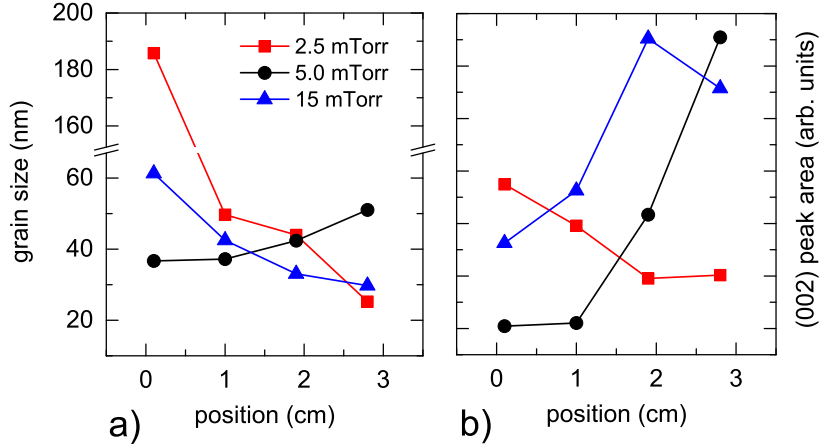 200
180
160
60
40
20
grain size (nm)
2.5 mTorr
5.0 mTorr
15 mTorr
0 1 2 3
position (cm)
a)
0 1 2 3
position (cm)
b)
(002) peak area (arb. units)